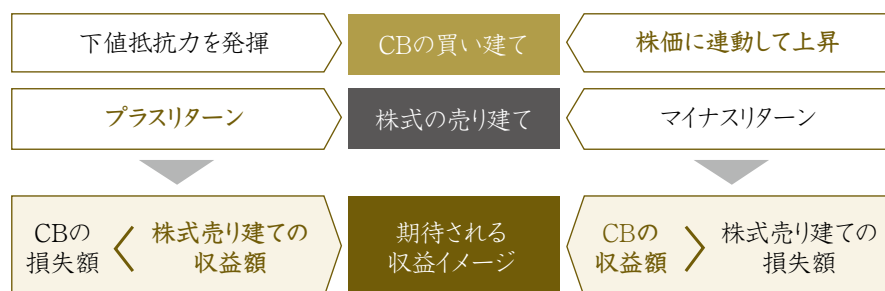 下値抵抗力を発揮
CBの買い建て
株価に連動して上昇
プラスリターン
株式の売り建て
マイナスリターン
CBの
損失額
株式売り建ての
収益額
期待される
収益イメージ
CBの
収益額
株式売り建ての
損失額